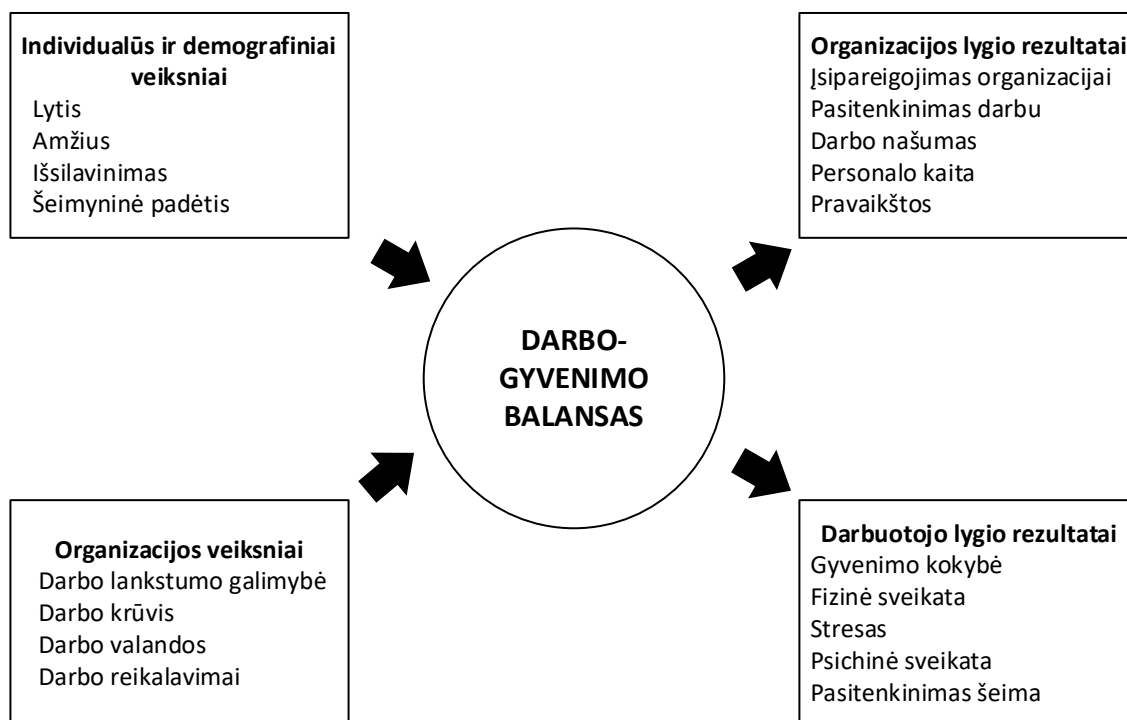 Individualūs ir demografiniai
veiksniai
Lytis
Amžius
Išsilavinimas
Šeimyninė padėtis
Organizacijos lygio rezultatai
Įsipareigojimas organizacijai
Pasitenkinimas darbu
Darbo našumas
Personalo kaita
Pravaikštos
DARBO-
GYVENIMO
BALANSAS
Organizacijos veiksniai
Darbo lankstumo galimybė
Darbo krūvis
Darbo valandos
Darbo reikalavimai
Darbuotojo lygio rezultatai
Gyvenimo kokybė
Fizinė sveikata
Stresas
Psichinė sveikata
Pasitenkinimas šeima